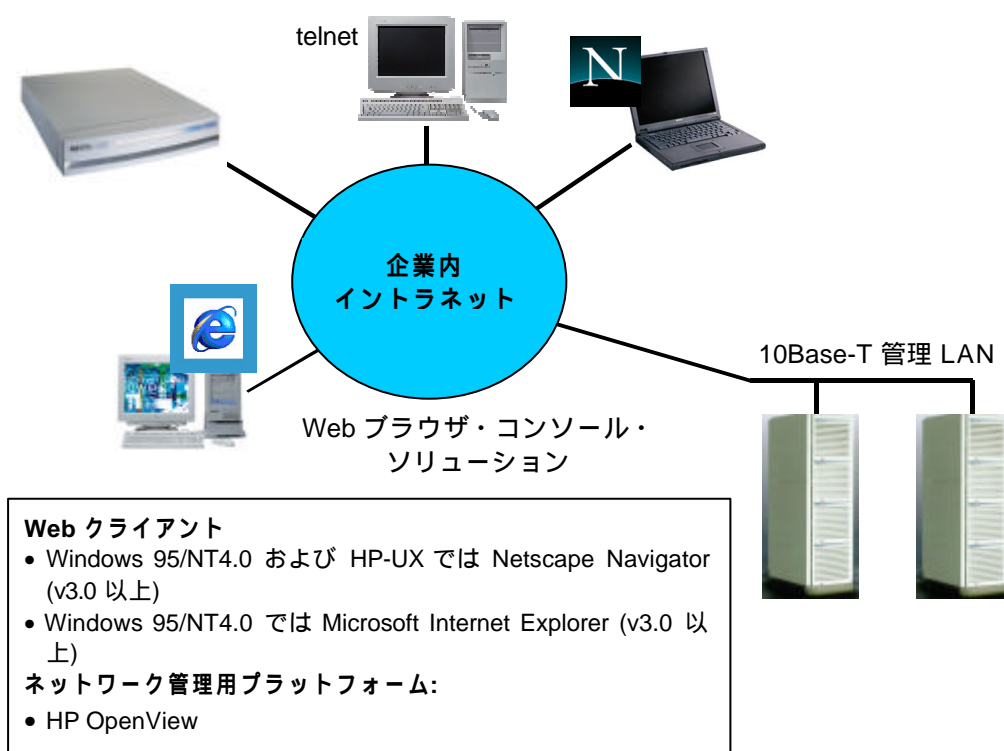 telnet
N
企業内
イントラネット
10Base-T 管理 LAN
Web ブラウザ・コンソール・
ソリューション
Web クライアント
• Windows 95/NT4.0 および HP-UX では Netscape Navigator
(v3.0 以上)
• Windows 95/NT4.0 では Microsoft Internet Explorer (v3.0 以
上)
ネットワーク管理用プラットフォーム:
• HP OpenView